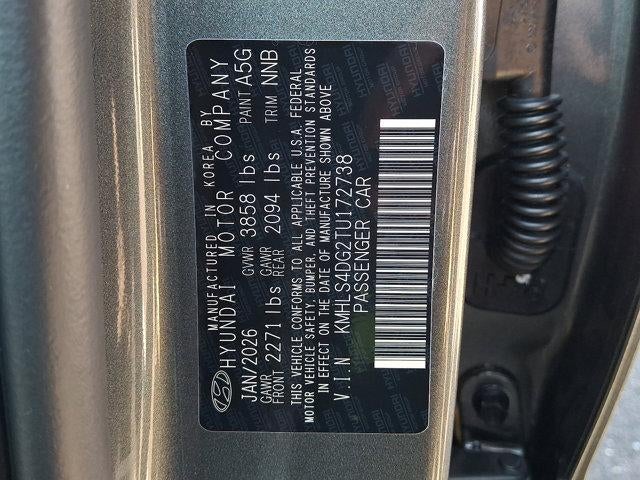 MANUFACTURED IN KOREA BY
HYUNDAI MOTOR COMPANY
JAN/2026 GVWR 3858 lbs PAINT A5G
GAWR FRONT 2271 lbs GAWR REAR 2094 lbs TRIM NNB
THIS VEHICLE CONFORMS TO ALL APPLICABLE U.S.A. FEDERAL
MOTOR VEHICLE SAFETY, BUMPER, AND THEFT PREVENTION STANDARDS
IN EFFECT ON THE DATE OF MANUFACTURE SHOWN ABOVE
V.I.N KMHLS4DG2TU172738
PASSENGER CAR